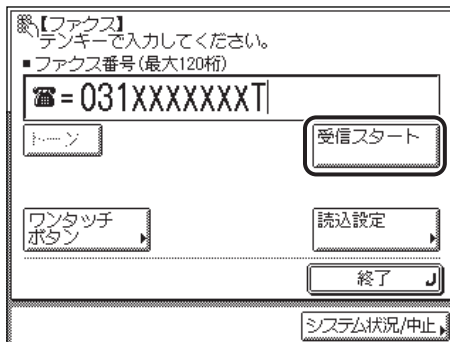 【ファクス】
テンキーで入力してください。
■ファクス番号(最大120桁)
☎=031XXXXXXXT
トーン
受信スタート
ワンタッチ
ボタン
読込設定
終了
システム状況/中止